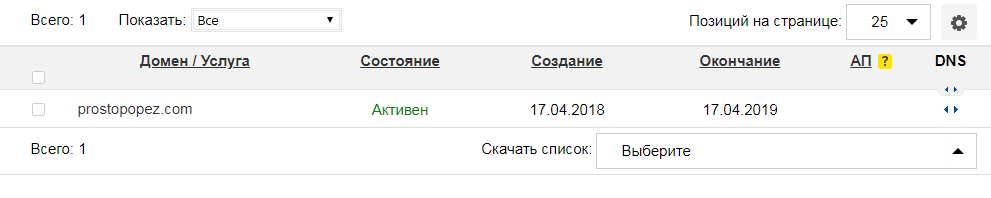 Всего: 1 Показать: Все Позиций на странице: 25
Домен / Услуга Состояние Создание Окончание АП ? DNS
prostopopez.com Активен 17.04.2018 17.04.2019
Всего: 1 Скачать список: Выберите